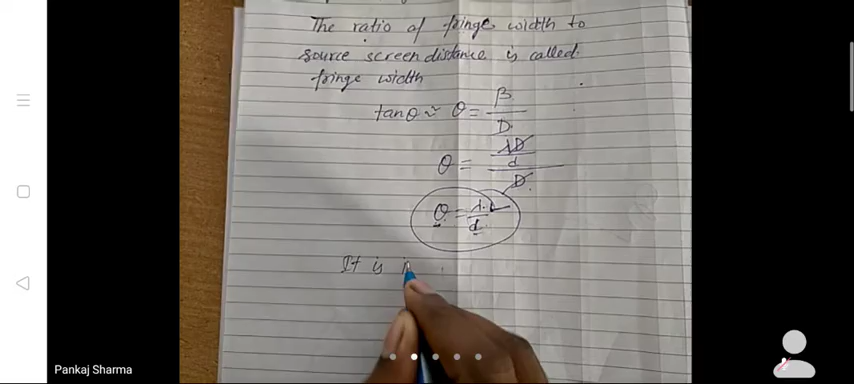 The ratio of fringe width to
source screen distance is called
fringe width
tanθ ≈ θ = β / D
θ = (λD / d) / D
θ = λ / d
It is i
Pankaj Sharma